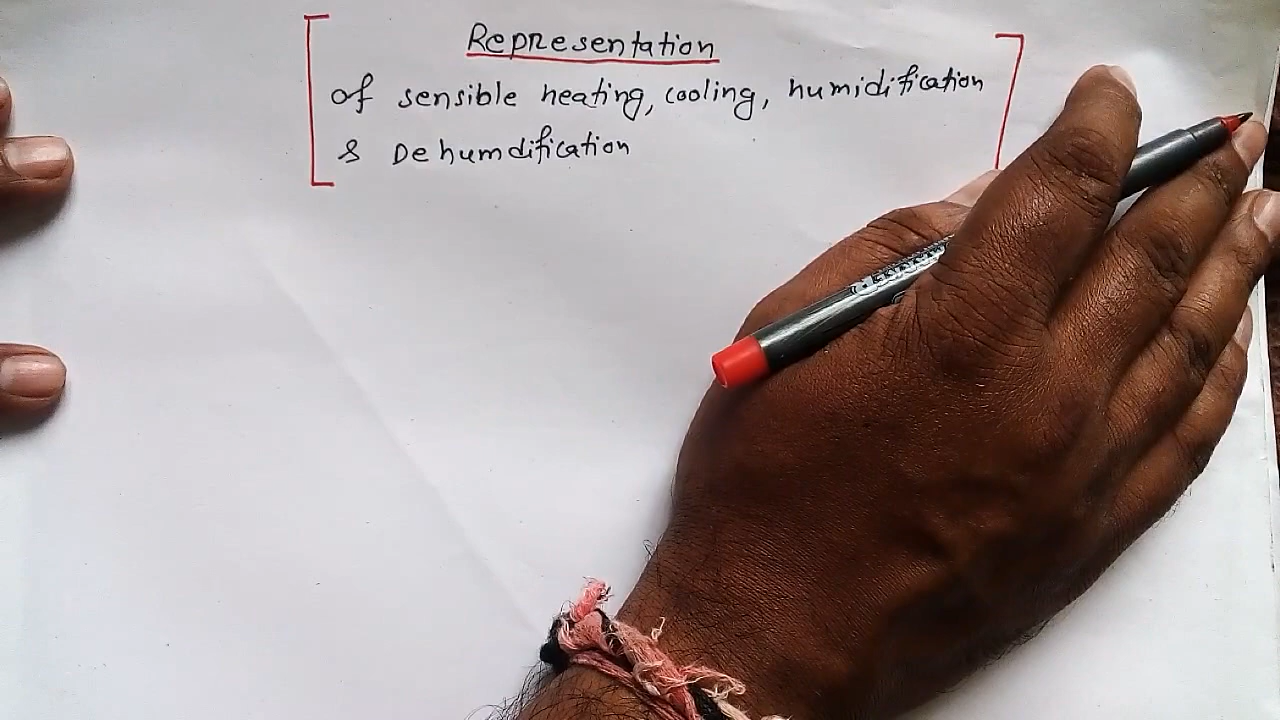 Representation
of sensible heating, cooling, humidification
& Dehumdification